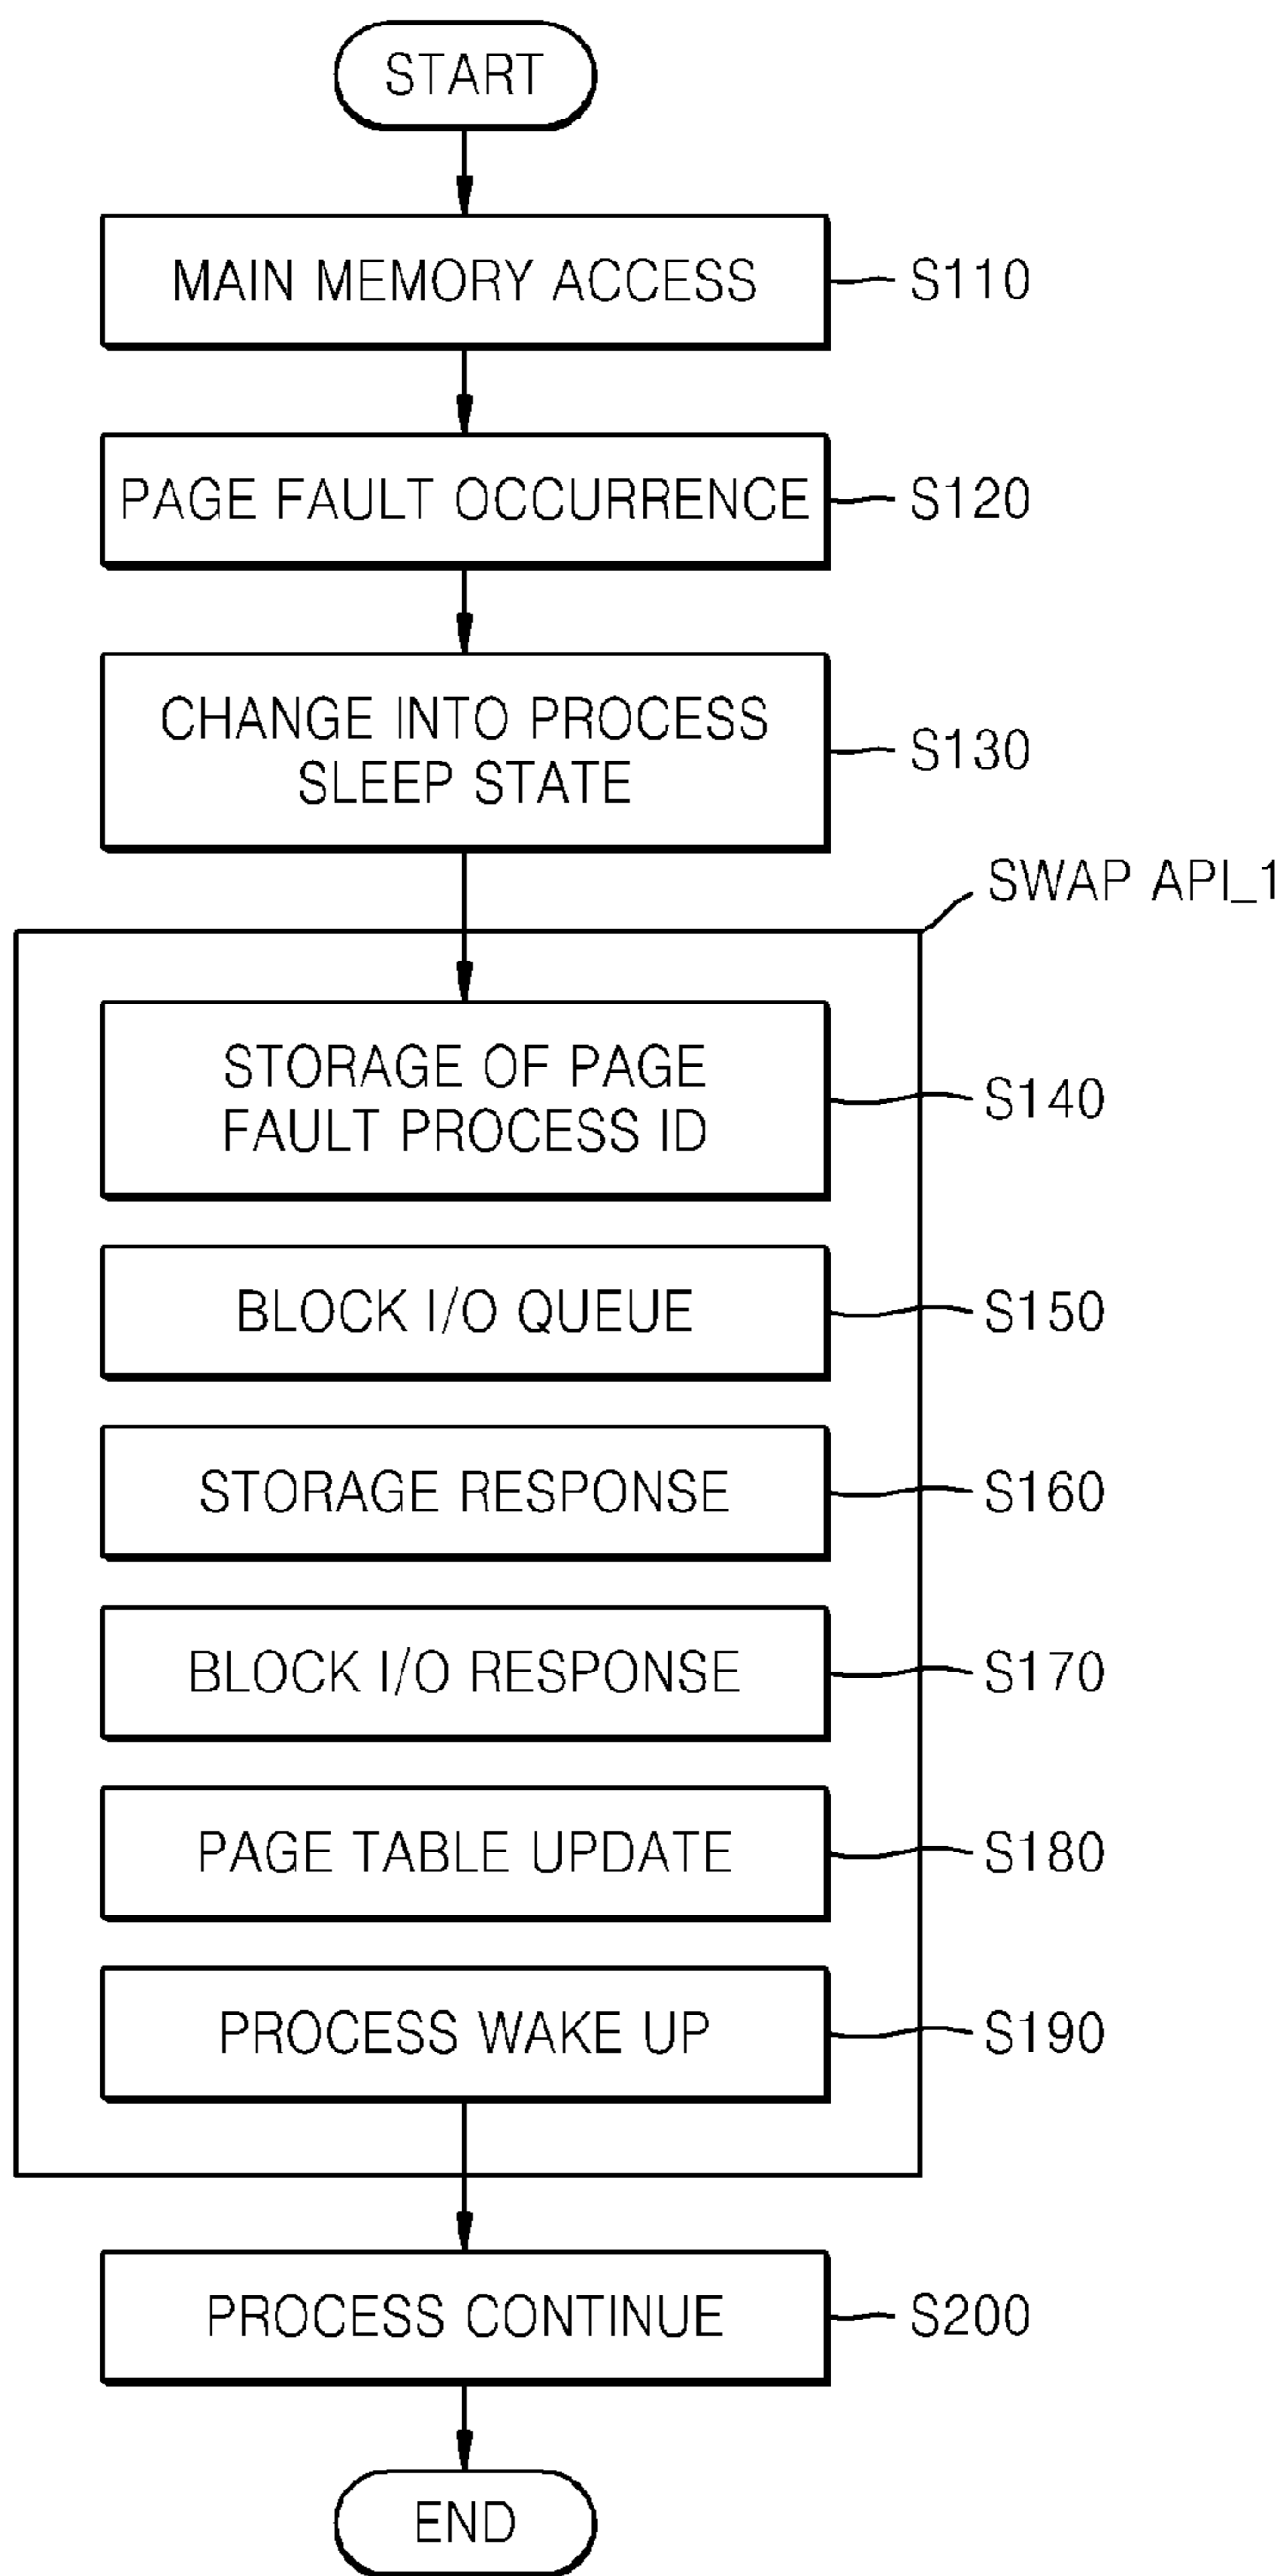 START
MAIN MEMORY ACCESS
S110
PAGE FAULT OCCURRENCE
S120
CHANGE INTO PROCESS
SLEEP STATE
S130
SWAP API_1
STORAGE OF PAGE
FAULT PROCESS ID
S140
BLOCK I/O QUEUE
S150
STORAGE RESPONSE
S160
BLOCK I/O RESPONSE
S170
PAGE TABLE UPDATE
S180
PROCESS WAKE UP
S190
PROCESS CONTINUE
S200
END